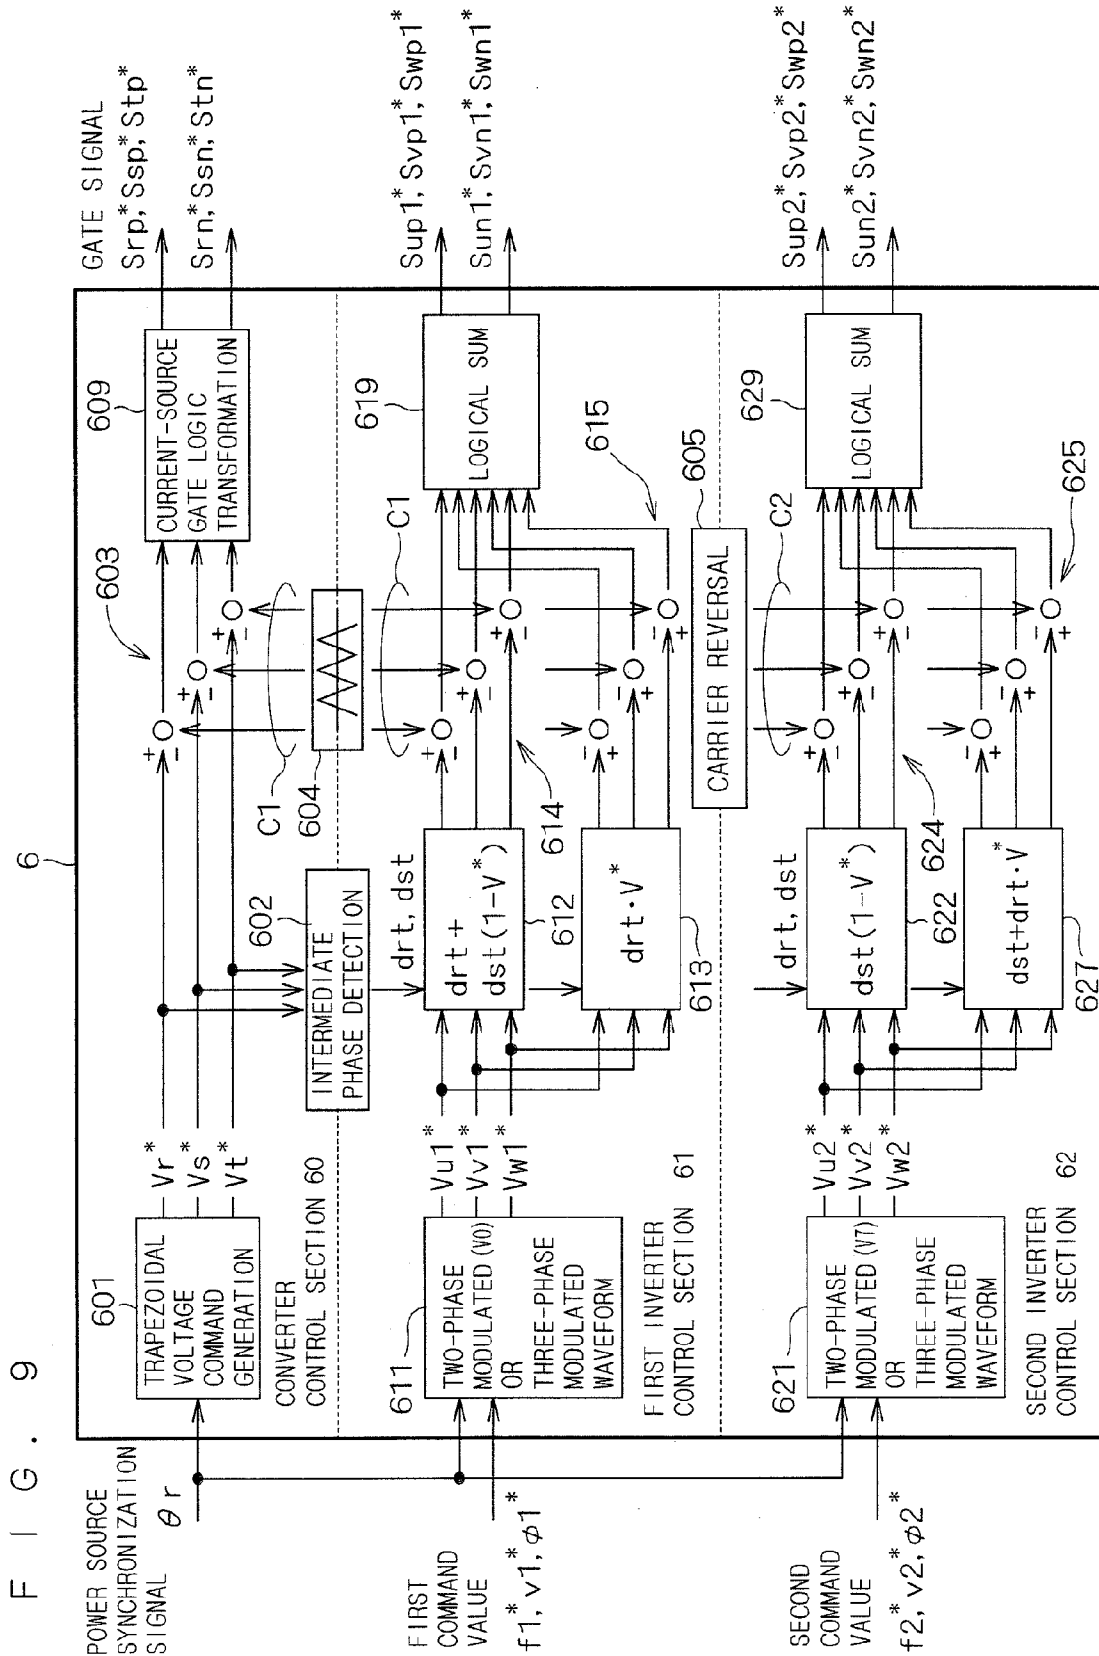 FIG. 9
6
POWER SOURCE
SYNCHRONIZATION
SIGNAL
θr
601
TRAPEZOIDAL
VOLTAGE
COMMAND
GENERATION
Vr*
Vs*
Vt*
CONVERTER
CONTROL SECTION 60
602
INTERMEDIATE
PHASE DETECTION
603
+
-
+
-
+
-
C1
604
609
CURRENT-SOURCE
GATE LOGIC
TRANSFORMATION
GATE SIGNAL
Srp*, Ssp*, Stp*
Srn*, Ssn*, Stn*
FIRST
COMMAND
VALUE
f1*, v1*, φ1*
611
TWO-PHASE
MODULATED (V0)
OR
THREE-PHASE
MODULATED
WAVEFORM
Vu1*
Vv1*
Vw1*
FIRST INVERTER
CONTROL SECTION 61
drt, dst
drt +
dst(1-V*)
612
drt·V*
613
C1
+
-
+
-
+
-
614
-
+
-
+
-
+
615
619
LOGICAL SUM
Sup1*, Svp1*, Swp1*
Sun1*, Svn1*, Swn1*
605
CARRIER REVERSAL
SECOND
COMMAND
VALUE
f2*, v2*, φ2*
621
TWO-PHASE
MODULATED (V7)
OR
THREE-PHASE
MODULATED
WAVEFORM
Vu2*
Vv2*
Vw2*
SECOND INVERTER
CONTROL SECTION 62
drt, dst
dst(1-V*)
622
dst+drt·V*
627
C2
+
-
+
-
+
-
624
-
+
-
+
-
+
625
629
LOGICAL SUM
Sup2*, Svp2*, Swp2*
Sun2*, Svn2*, Swn2*